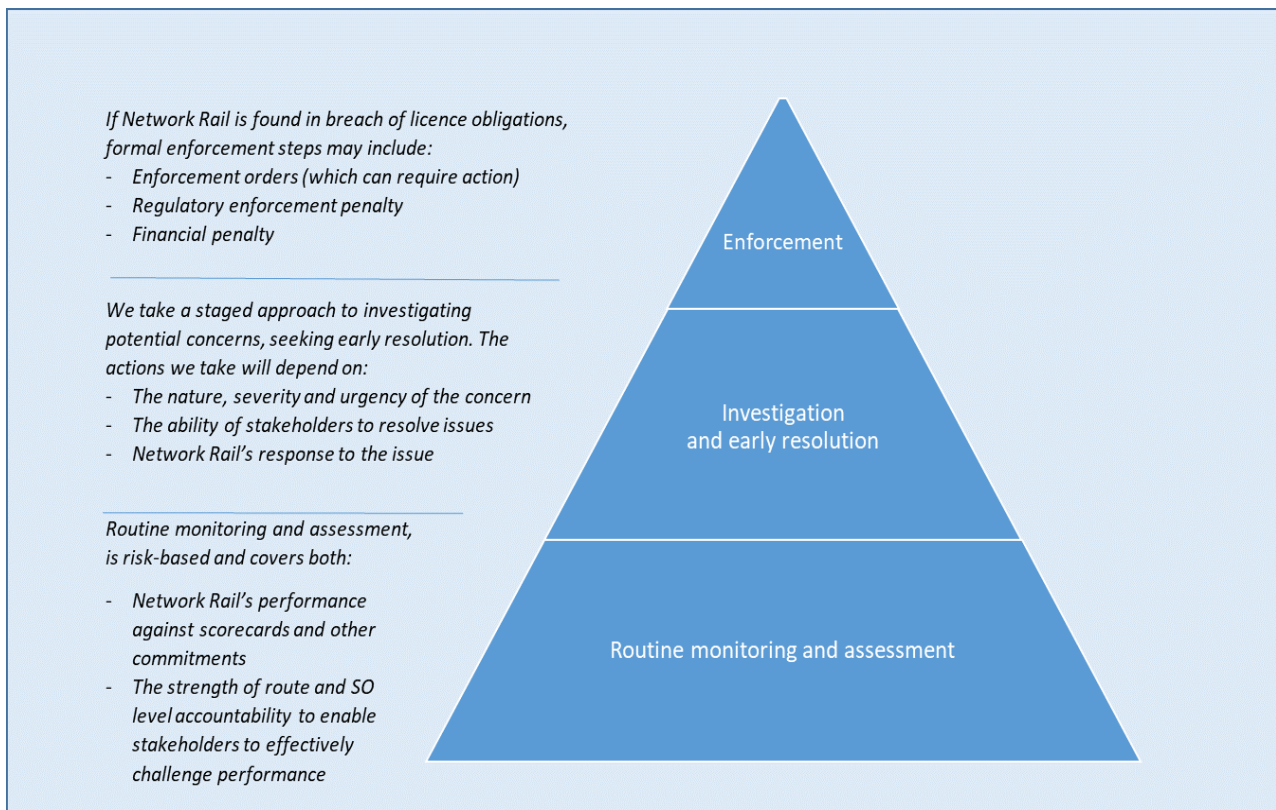 If Network Rail is found in breach of licence obligations,
formal enforcement steps may include:
- Enforcement orders (which can require action)
- Regulatory enforcement penalty
- Financial penalty
Enforcement
We take a staged approach to investigating
potential concerns, seeking early resolution. The
actions we take will depend on:
- The nature, severity and urgency of the concern
- The ability of stakeholders to resolve issues
- Network Rail's response to the issue
Investigation
and early resolution
Routine monitoring and assessment,
is risk-based and covers both:
- Network Rail's performance
against scorecards and other
commitments
- The strength of route and SO
level accountability to enable
stakeholders to effectively
challenge performance
Routine monitoring and assessment